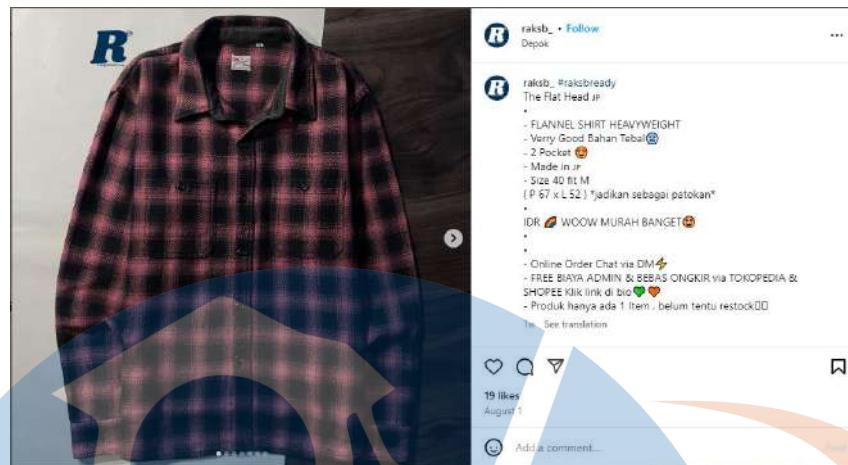 R
raksb_ • Follow
Depok
raksb_ #raksbready
The Flat Head JP
•
- FLANNEL SHIRT HEAVYWEIGHT
- Verry Good Bahan Tebal🥶
- 2 Pocket 🤩
- Made in JP
- Size 40 fit M
( P 67 x L 52 ) *jadikan sebagai patokan*
•
IDR 🌈 WOOW MURAH BANGET🤩
•
•
- Online Order Chat via DM⚡
- FREE BIAYA ADMIN & BEBAS ONGKIR via TOKOPEDIA &
SHOPEE Klik link di bio💚🧡
- Produk hanya ada 1 Item , belum tentu restock
See translation
19 likes
August 1
Add a comment...